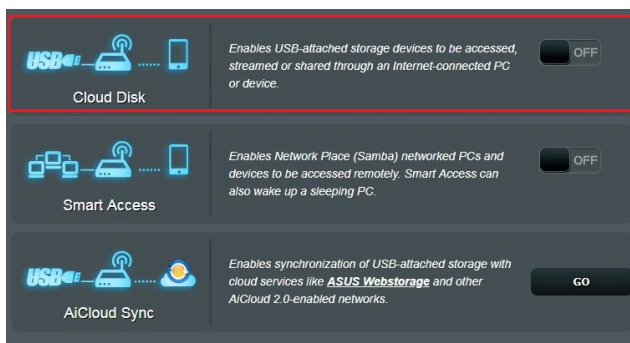 USB
Enables USB-attached storage devices to be accessed,
streamed or shared through an Internet-connected PC
or device.
OFF
Cloud Disk
Enables Network Place (Samba) networked PCs and
devices to be accessed remotely. Smart Access can
also wake up a sleeping PC.
OFF
Smart Access
USB
Enables synchronization of USB-attached storage with
cloud services like ASUS Webstorage and other
AiCloud 2.0-enabled networks.
GO
AiCloud Sync